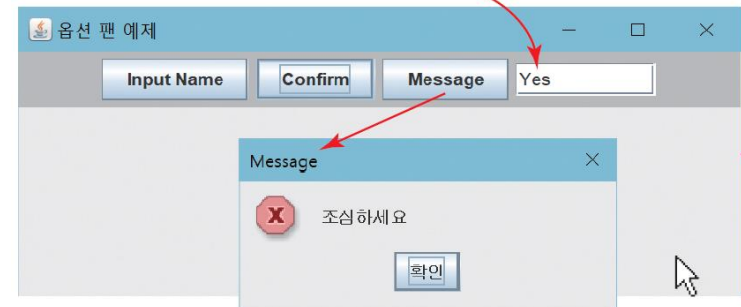 옵션 팬 예제
Input Name Confirm Message Yes
Message
조심하세요
확인